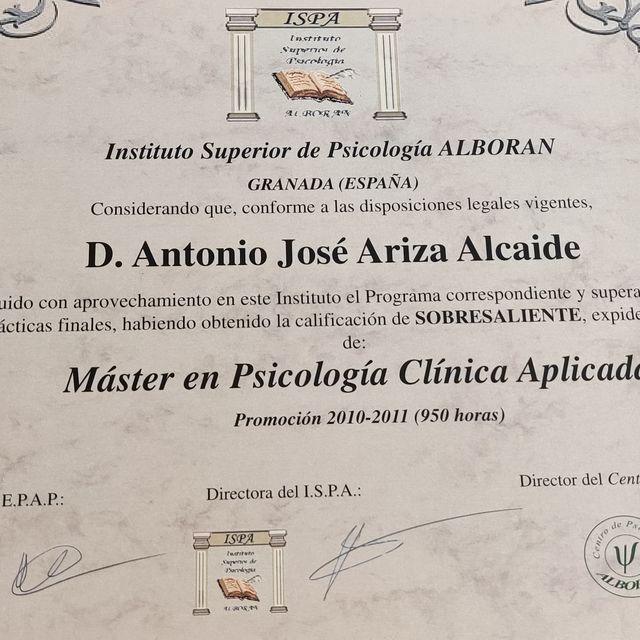 ISPA
Instituto
Superior de
Psicología
ALBORAN
Instituto Superior de Psicología ALBORAN
GRANADA (ESPAÑA)
Considerando que, conforme a las disposiciones legales vigentes,
D. Antonio José Ariza Alcaide
uido con aprovechamiento en este Instituto el Programa correspondiente y supera
ácticas finales, habiendo obtenido la calificación de SOBRESALIENTE, expide
de:
Máster en Psicología Clínica Aplicada
Promoción 2010-2011 (950 horas)
E.P.A.P.:
Directora del I.S.P.A.:
Director del Cent
ISPA
Instituto
Superior de
Psicología
ALBORAN
Centro de Ps
ALBO